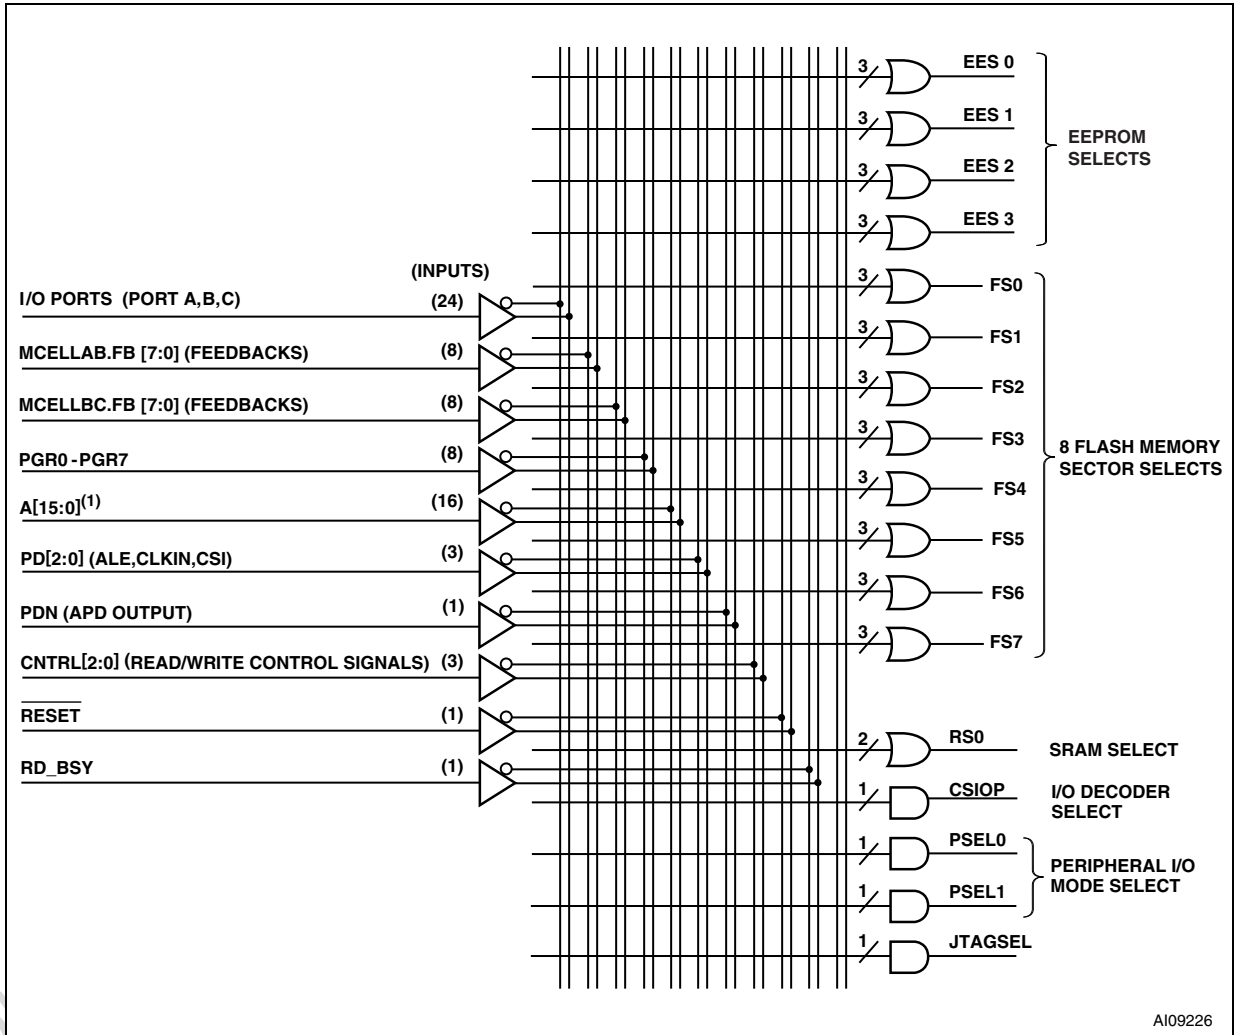 3 EES 0
3 EES 1
3 EES 2
3 EES 3
EEPROM
SELECTS
(INPUTS)
I/O PORTS (PORT A,B,C) (24)
MCELLAB.FB [7:0] (FEEDBACKS) (8)
MCELLBC.FB [7:0] (FEEDBACKS) (8)
PGR0 - PGR7 (8)
A[15:0](1) (16)
PD[2:0] (ALE,CLKIN,CSI) (3)
PDN (APD OUTPUT) (1)
CNTRL[2:0] (READ/WRITE CONTROL SIGNALS) (3)
RESET (1)
RD_BSY (1)
3 FS0
3 FS1
3 FS2
3 FS3
3 FS4
3 FS5
3 FS6
3 FS7
8 FLASH MEMORY
SECTOR SELECTS
2 RS0 SRAM SELECT
1 CSIOP I/O DECODER
SELECT
1 PSEL0
1 PSEL1
PERIPHERAL I/O
MODE SELECT
1 JTAGSEL
AI09226